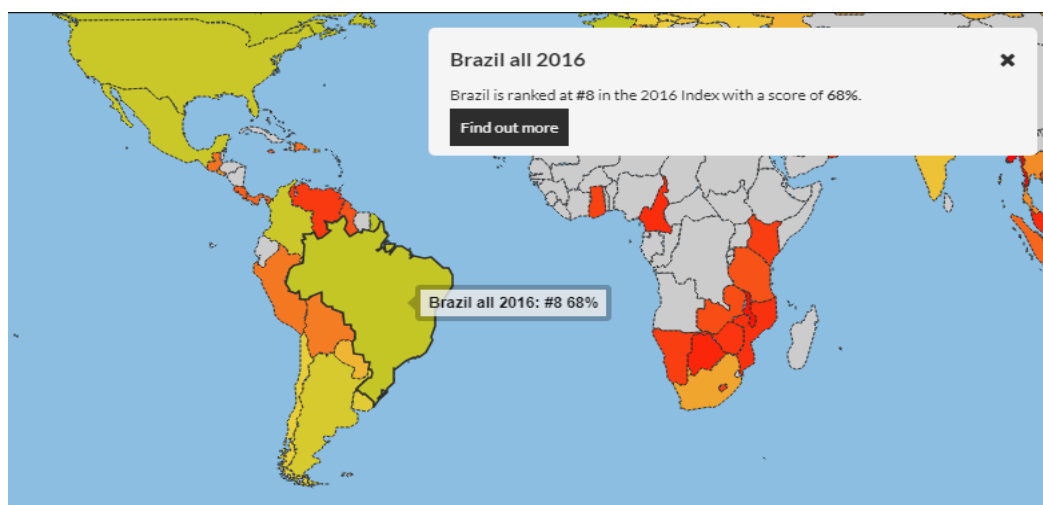 Brazil all 2016
Brazil is ranked at #8 in the 2016 Index with a score of 68%.
Find out more
Brazil all 2016: #8 68%